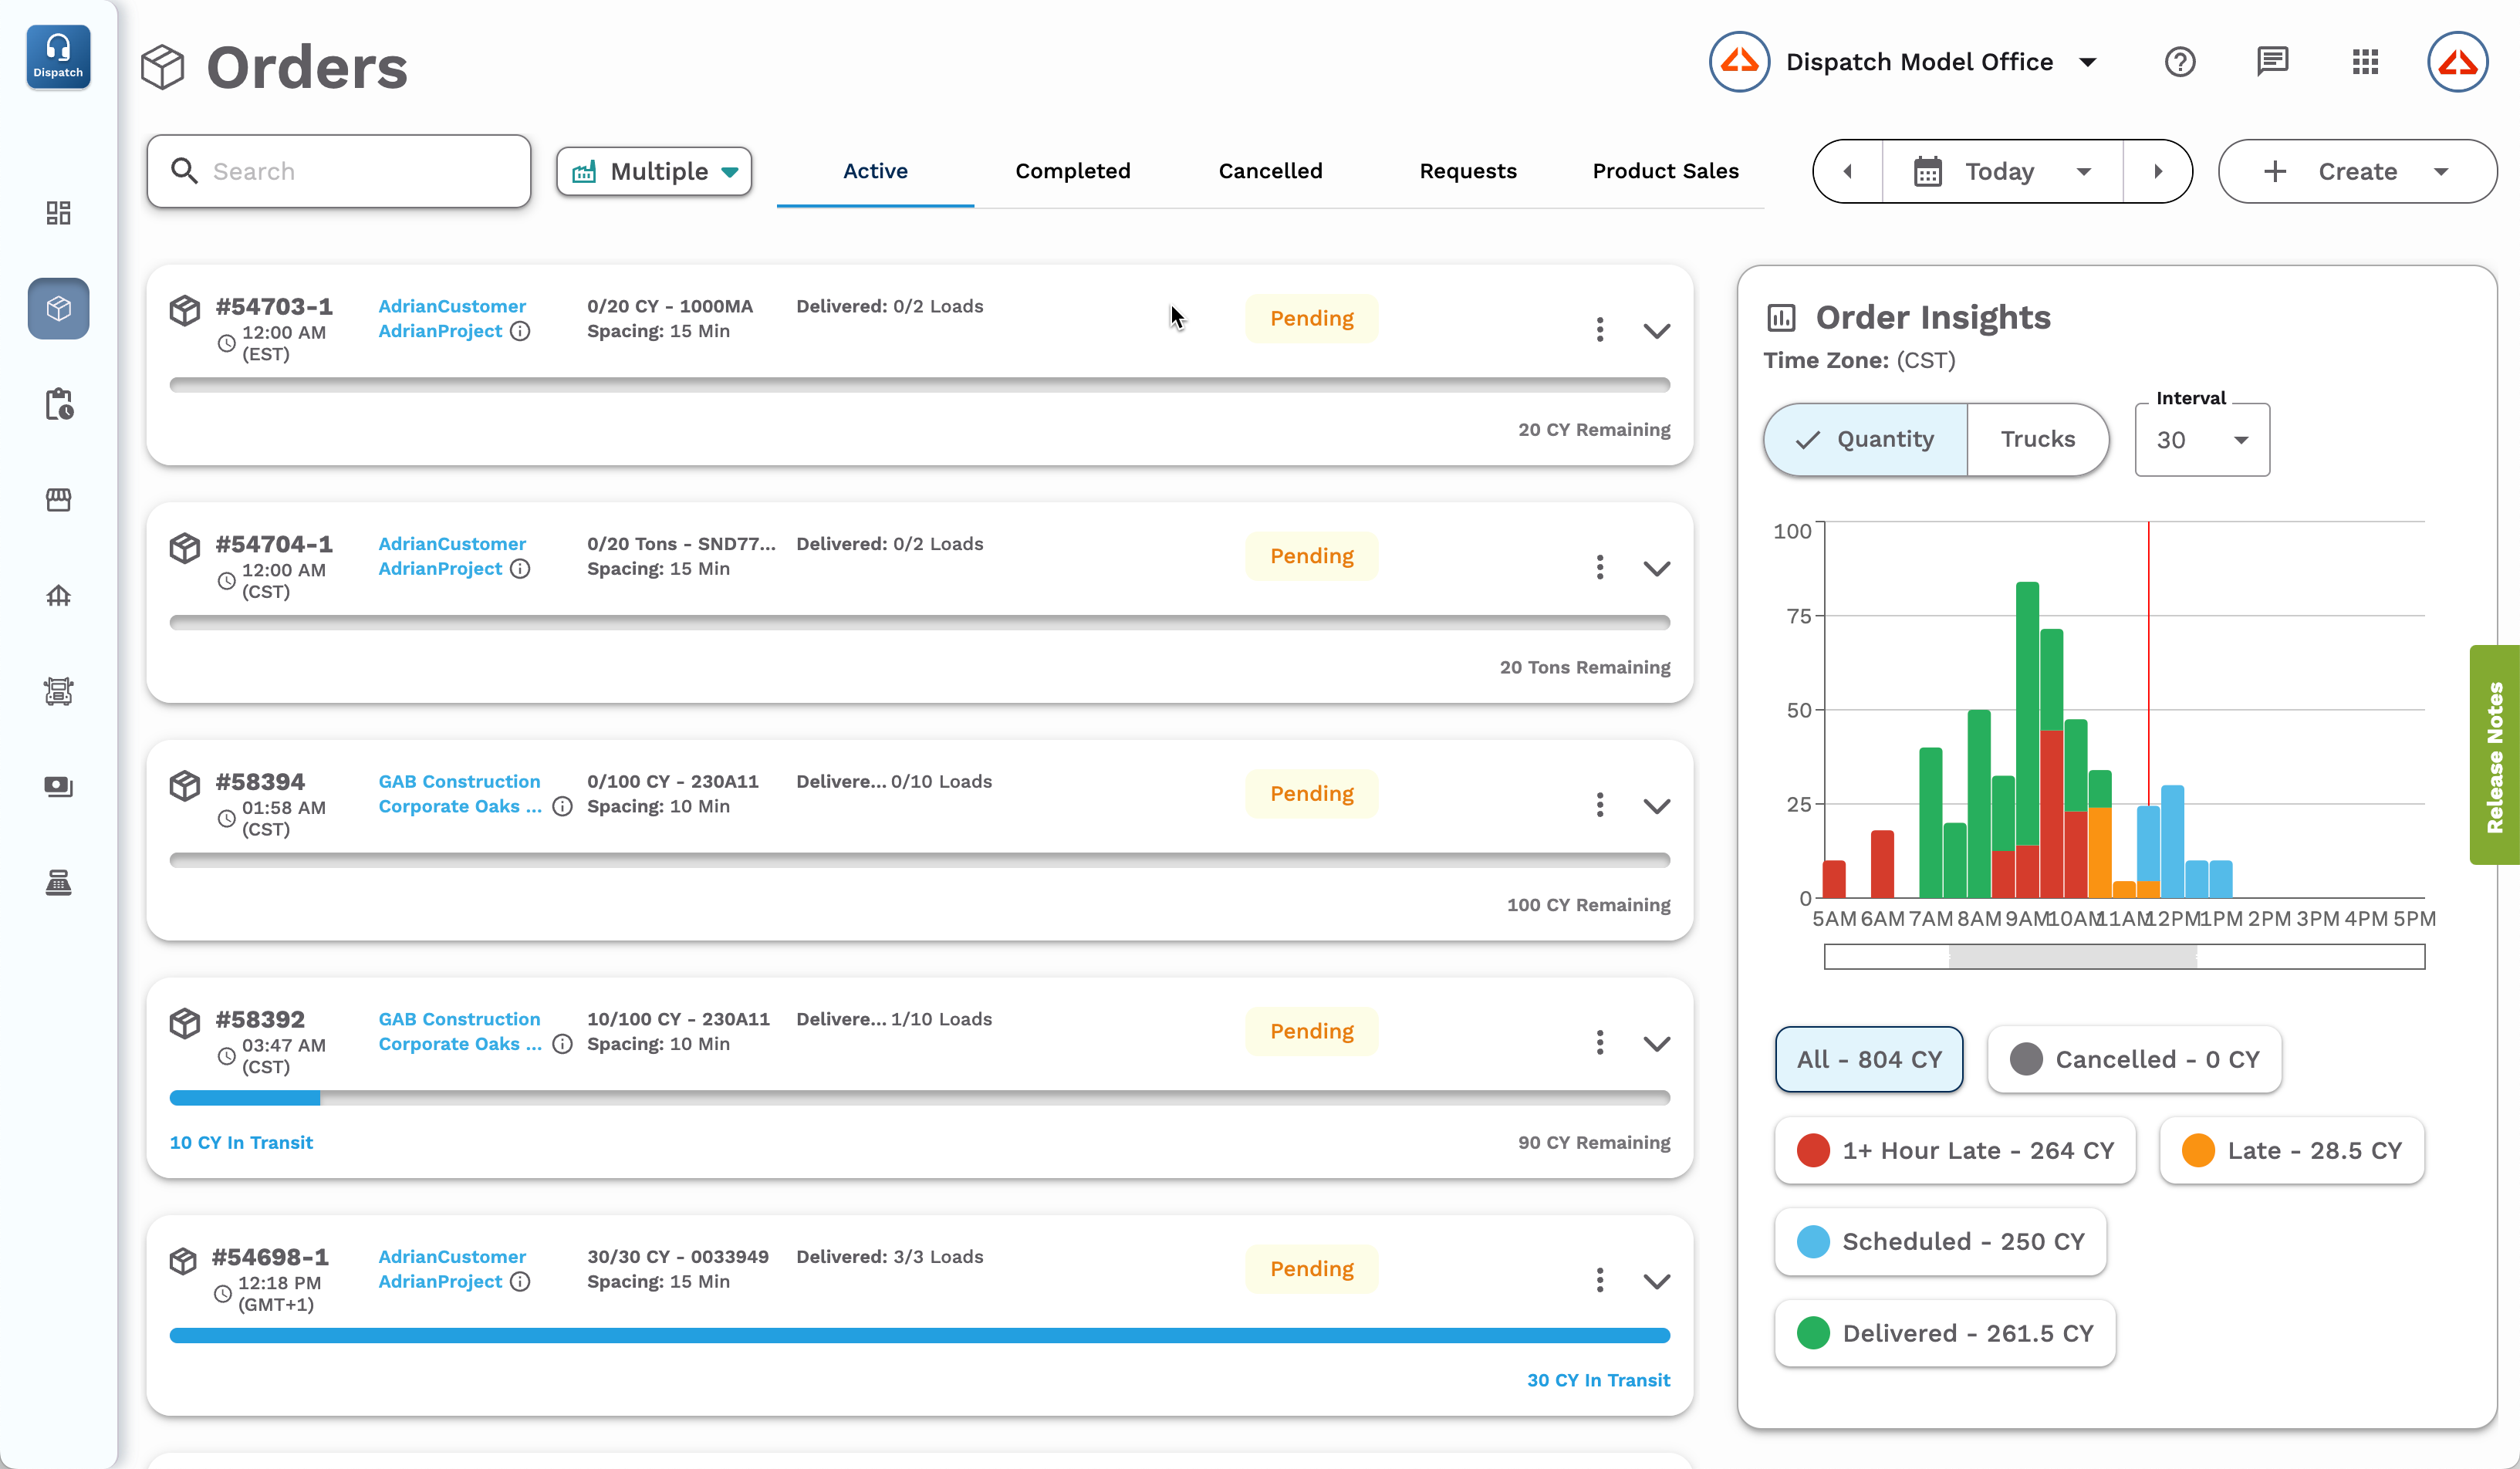 Dispatch
Orders
Dispatch Model Office
Search
Multiple
Active
Completed
Cancelled
Requests
Product Sales
Today
Create
#54703-1
12:00 AM
(EST)
AdrianCustomer
AdrianProject
0/20 CY - 1000MA
Spacing: 15 Min
Delivered: 0/2 Loads
Pending
20 CY Remaining
#54704-1
12:00 AM
(CST)
AdrianCustomer
AdrianProject
0/20 Tons - SND77...
Spacing: 15 Min
Delivered: 0/2 Loads
Pending
20 Tons Remaining
#58394
01:58 AM
(CST)
GAB Construction
Corporate Oaks ...
0/100 CY - 230A11
Spacing: 10 Min
Delivere... 0/10 Loads
Pending
100 CY Remaining
#58392
03:47 AM
(CST)
GAB Construction
Corporate Oaks ...
10/100 CY - 230A11
Spacing: 10 Min
Delivere... 1/10 Loads
Pending
10 CY In Transit
90 CY Remaining
#54698-1
12:18 PM
(GMT+1)
AdrianCustomer
AdrianProject
30/30 CY - 0033949
Spacing: 15 Min
Delivered: 3/3 Loads
Pending
30 CY In Transit
Order Insights
Time Zone: (CST)
Quantity
Trucks
Interval
30
100
75
50
25
0
5AM 6AM 7AM 8AM 9AM 10AM 11AM 12PM 1PM 2PM 3PM 4PM 5PM
All - 804 CY
Cancelled - 0 CY
1+ Hour Late - 264 CY
Late - 28.5 CY
Scheduled - 250 CY
Delivered - 261.5 CY
Release Notes